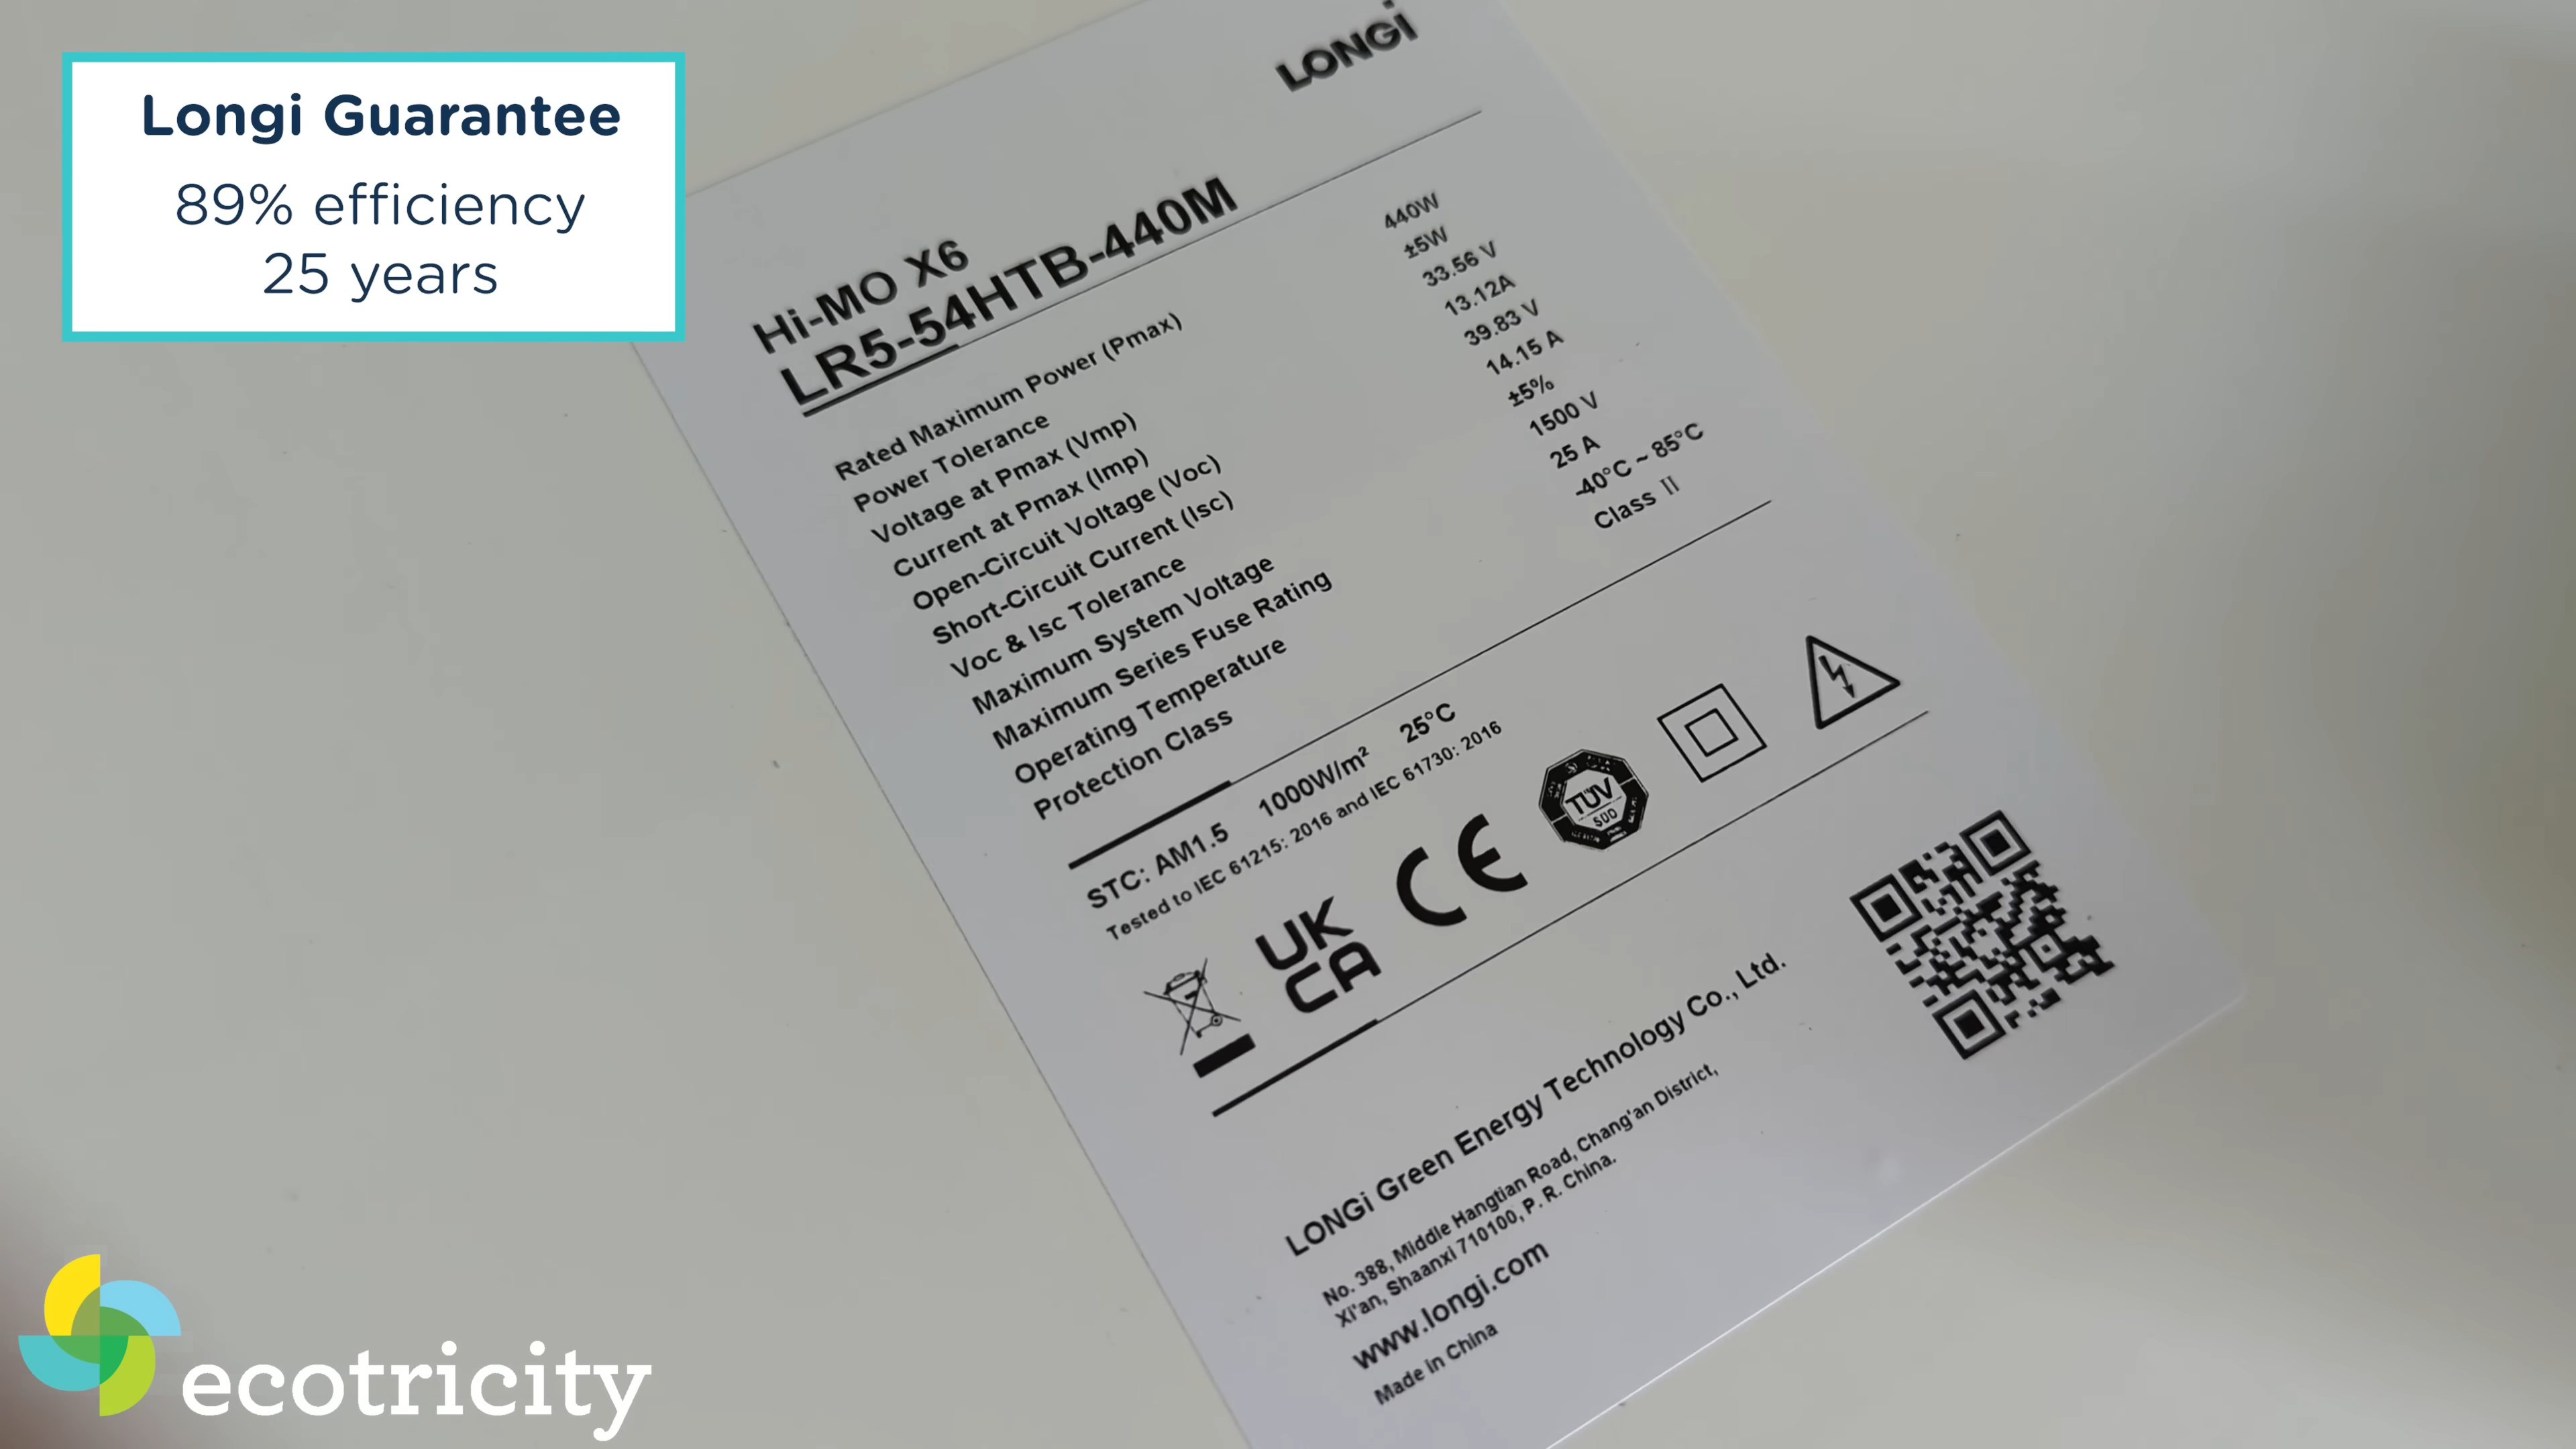 Longi Guarantee
89% efficiency
25 years
LONGi
Hi-MO X6
LR5-54HTB-440M
Rated Maximum Power (Pmax) 440W
Power Tolerance ±5W
Voltage at Pmax (Vmp) 33.56 V
Current at Pmax (Imp) 13.12A
Open-Circuit Voltage (Voc) 39.83 V
Short-Circuit Current (Isc) 14.15 A
Voc & Isc Tolerance ±5%
Maximum System Voltage 1500 V
Maximum Series Fuse Rating 25 A
Operating Temperature -40°C ~ 85°C
Protection Class Class II
STC: AM1.5 1000W/m² 25°C
Tested to IEC 61215: 2016 and IEC 61730: 2016
UK
CA
CE
TÜV
SÜD
LONGi Green Energy Technology Co., Ltd.
No. 388, Middle Hangtian Road, Chang'an District,
Xi'an, Shaanxi 710100, P. R. China.
www.longi.com
Made in China
ecotricity